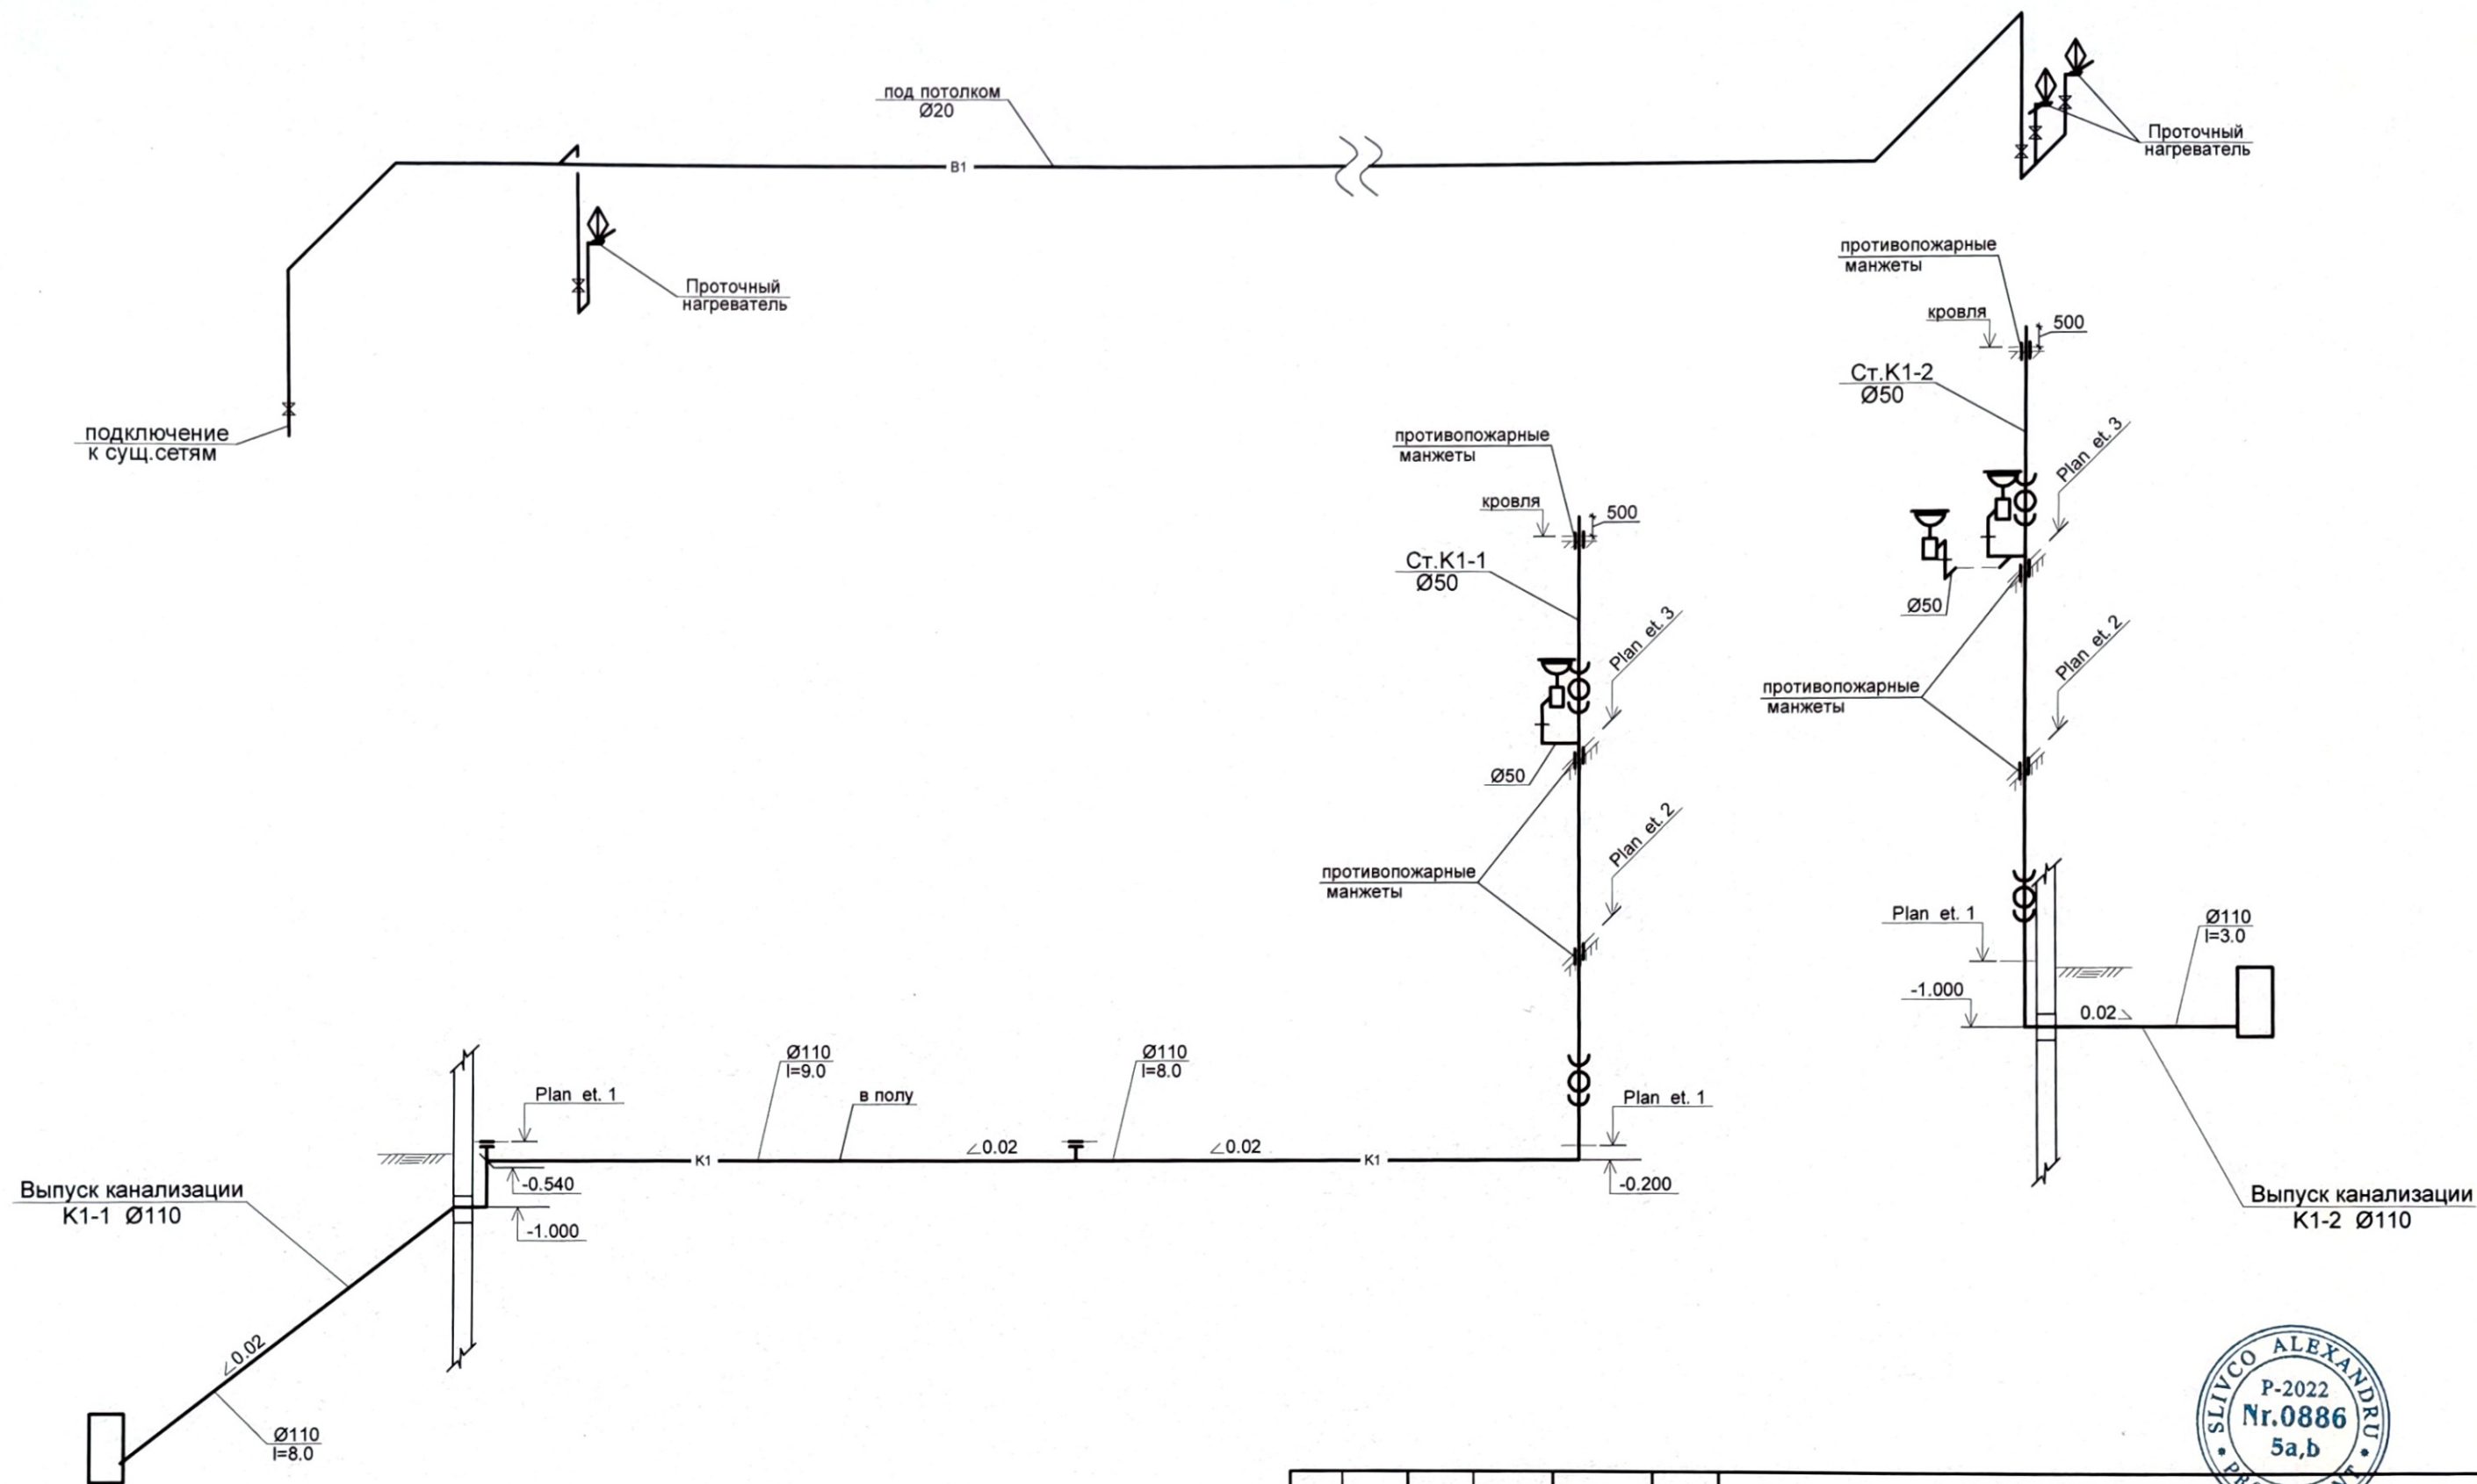 под потолком
Ø20
B1
Проточный
нагреватель
Проточный
нагреватель
подключение
к сущ.сетям
противопожарные
манжеты
кровля
500
Ст.К1-2
Ø50
Plan et. 3
Ø50
Plan et. 2
противопожарные
манжеты
Plan et. 1
-1.000
0.02
Ø110
l=3.0
Выпуск канализации
К1-2 Ø110
противопожарные
манжеты
кровля
500
Ст.К1-1
Ø50
Plan et. 3
Ø50
Plan et. 2
противопожарные
манжеты
Plan et. 1
-0.200
Ø110
l=9.0
в полу
Ø110
l=8.0
∠0.02
∠0.02
K1
K1
Plan et. 1
-0.540
-1.000
Выпуск канализации
К1-1 Ø110
∠0.02
Ø110
l=8.0
SLIVCO ALEXANDRU
P-2022
Nr.0886
5a,b